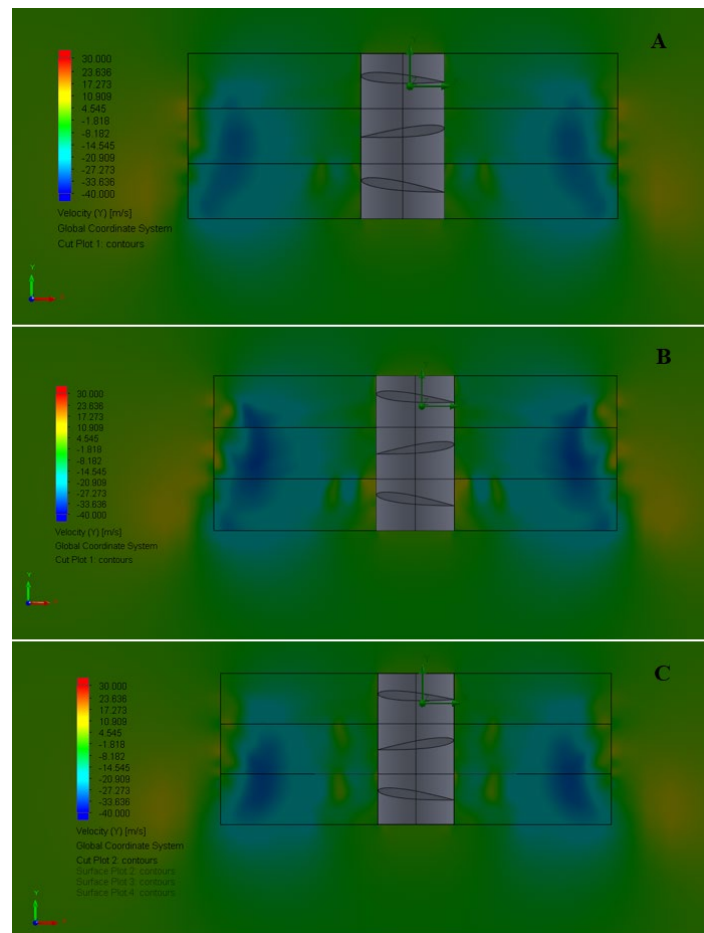 A
30.000
23.636
17.273
10.909
4.545
-1.818
-8.182
-14.545
-20.909
-27.273
-33.636
-40.000
Velocity (Y) [m/s]
Global Coordinate System
Cut Plot 1: contours
Y
B
30.000
23.636
17.273
10.909
4.545
-1.818
-8.182
-14.545
-20.909
-27.273
-33.636
-40.000
Velocity (Y) [m/s]
Global Coordinate System
Cut Plot 1: contours
Y
C
30.000
23.636
17.273
10.909
4.545
-1.818
-8.182
-14.545
-20.909
-27.273
-33.636
-40.000
Velocity (Y) [m/s]
Global Coordinate System
Cut Plot 2: contours
Surface Plot 2: contours
Surface Plot 3: contours
Surface Plot 4: contours
Y